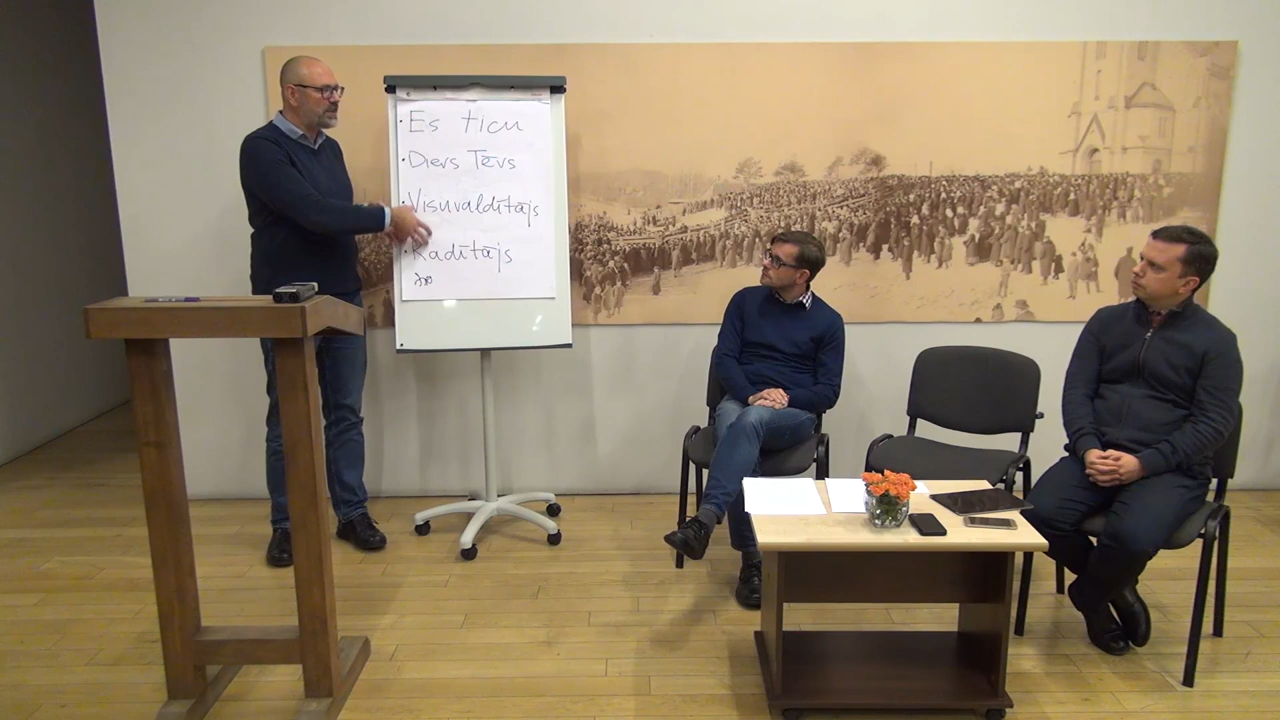 · Es ticu
· Dievs Tēvs
· Visuvaldītājs
· Radītājs